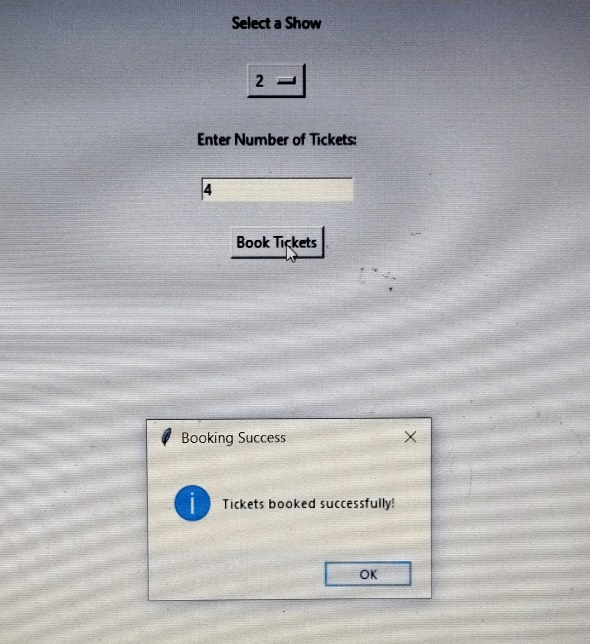 Select a Show
2
Enter Number of Tickets:
4
Book Tickets
Booking Success
Tickets booked successfully!
OK